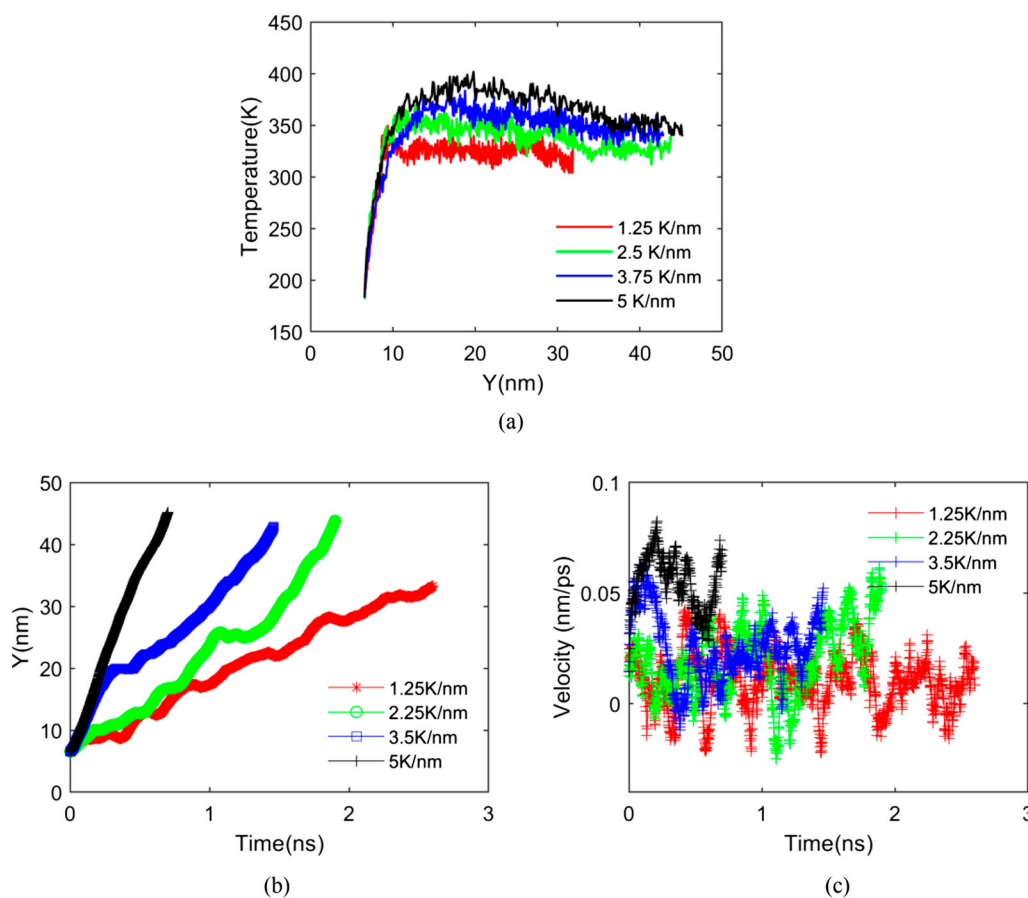 450
400
350
300
250
200
150
Temperature(K)
1.25 K/nm
2.5 K/nm
3.75 K/nm
5 K/nm
0 10 20 30 40 50
Y(nm)
(a)
50
40
30
20
10
0
Y(nm)
1.25K/nm
2.25K/nm
3.5K/nm
5K/nm
0 1 2 3
Time(ns)
(b)
0.1
0.05
0
Velocity (nm/ps)
1.25K/nm
2.25K/nm
3.5K/nm
5K/nm
0 1 2 3
Time(ns)
(c)